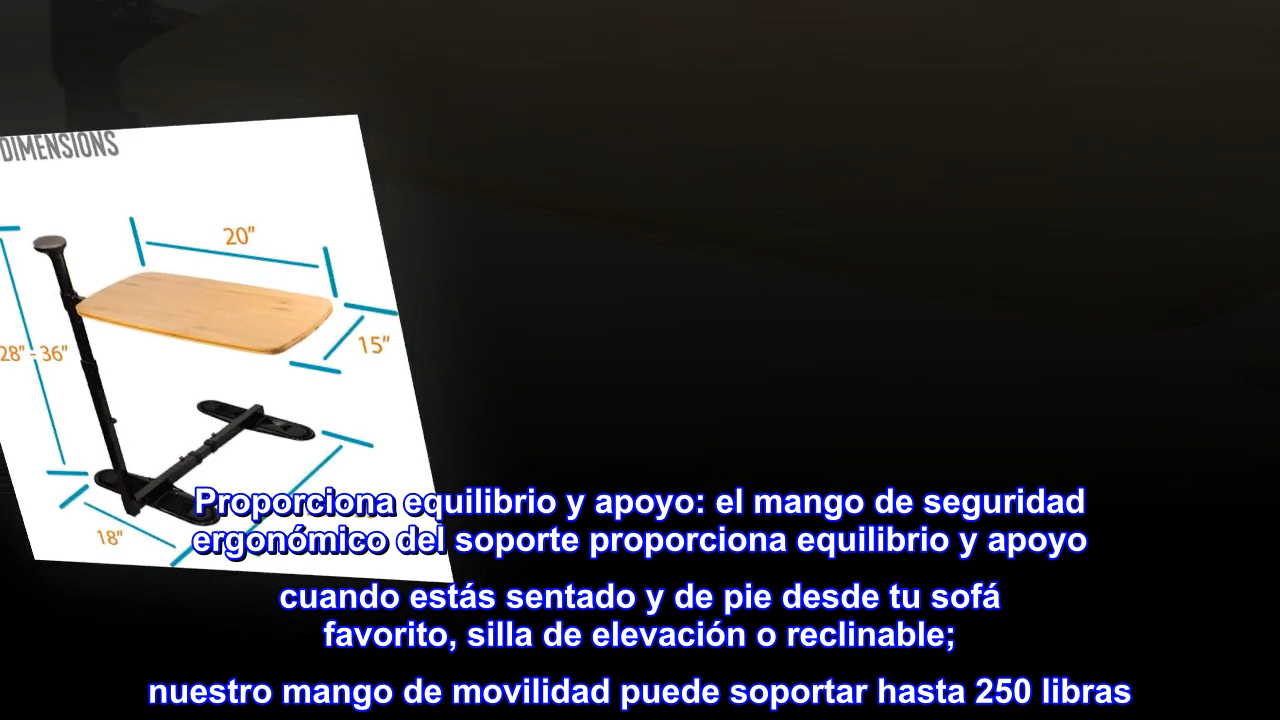 DIMENSIONS
20"
15"
28" - 36"
18"
Proporciona equilibrio y apoyo: el mango de seguridad
ergonómico del soporte proporciona equilibrio y apoyo
cuando estás sentado y de pie desde tu sofá
favorito, silla de elevación o reclinable;
nuestro mango de movilidad puede soportar hasta 250 libras